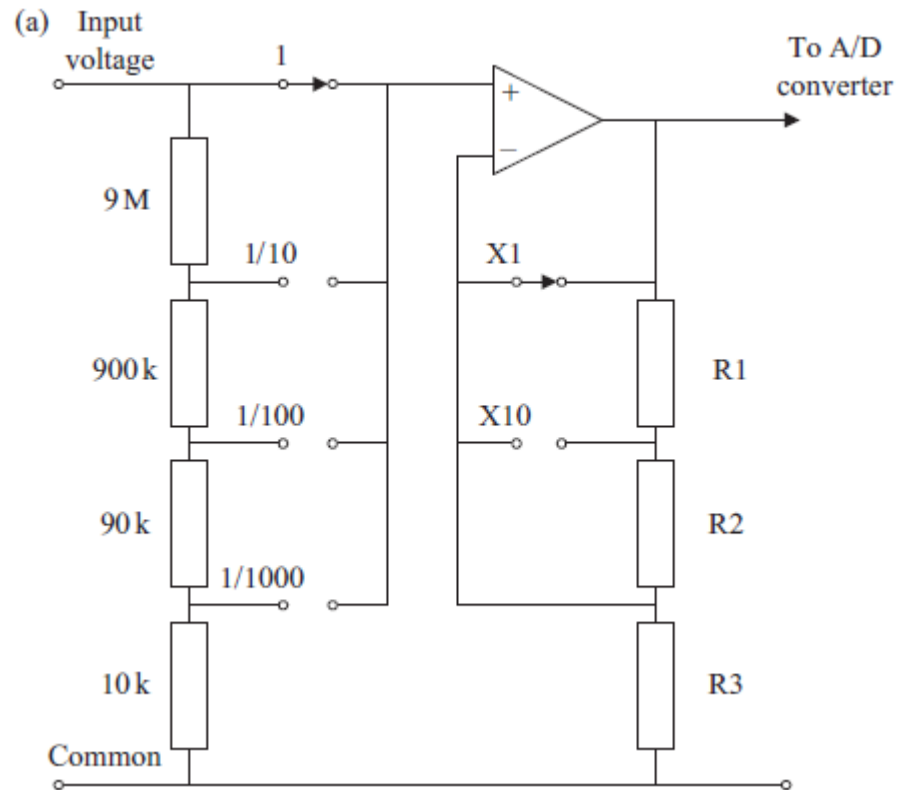 (a) Input
voltage
1
To A/D
converter
+
−
9 M
1/10
X1
900 k
R1
1/100
X10
90 k
R2
1/1000
10 k
R3
Common